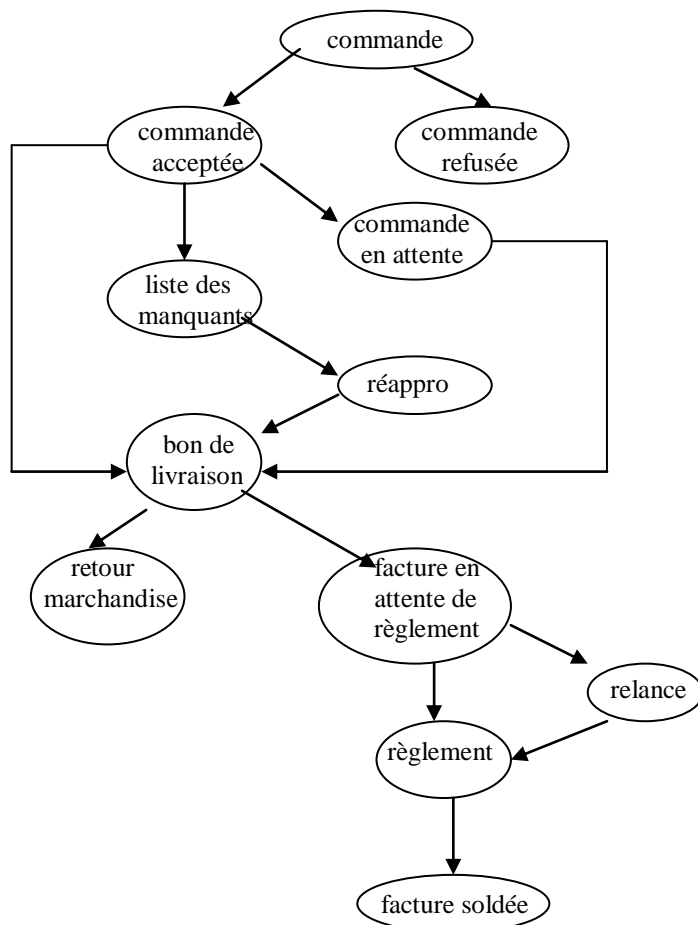 commande
commande
acceptée
commande
refusée
commande
en attente
liste des
manquants
réappro
bon de
livraison
retour
marchandise
facture en
attente de
règlement
relance
règlement
facture soldée